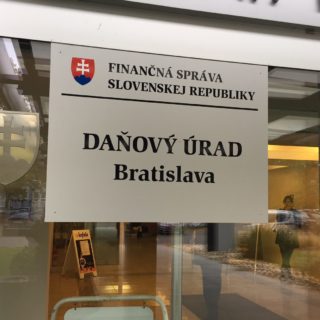 FINANČNÁ SPRÁVA
SLOVENSKEJ REPUBLIKY
DAŇOVÝ ÚRAD
Bratislava